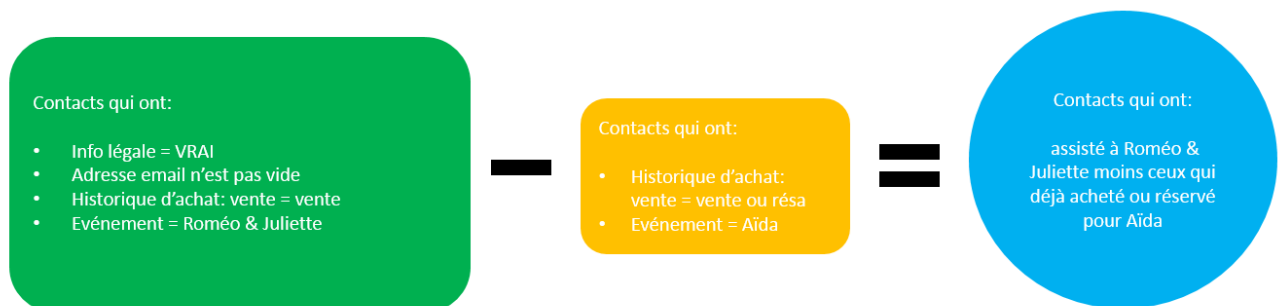 Contacts qui ont:
• Info légale = VRAI
• Adresse email n’est pas vide
• Historique d’achat: vente = vente
• Evénement = Roméo & Juliette
Contacts qui ont:
• Historique d’achat:
vente = vente ou résa
• Evénement = Aïda
Contacts qui ont:
assisté à Roméo &
Juliette moins ceux qui
déjà acheté ou réservé
pour Aïda